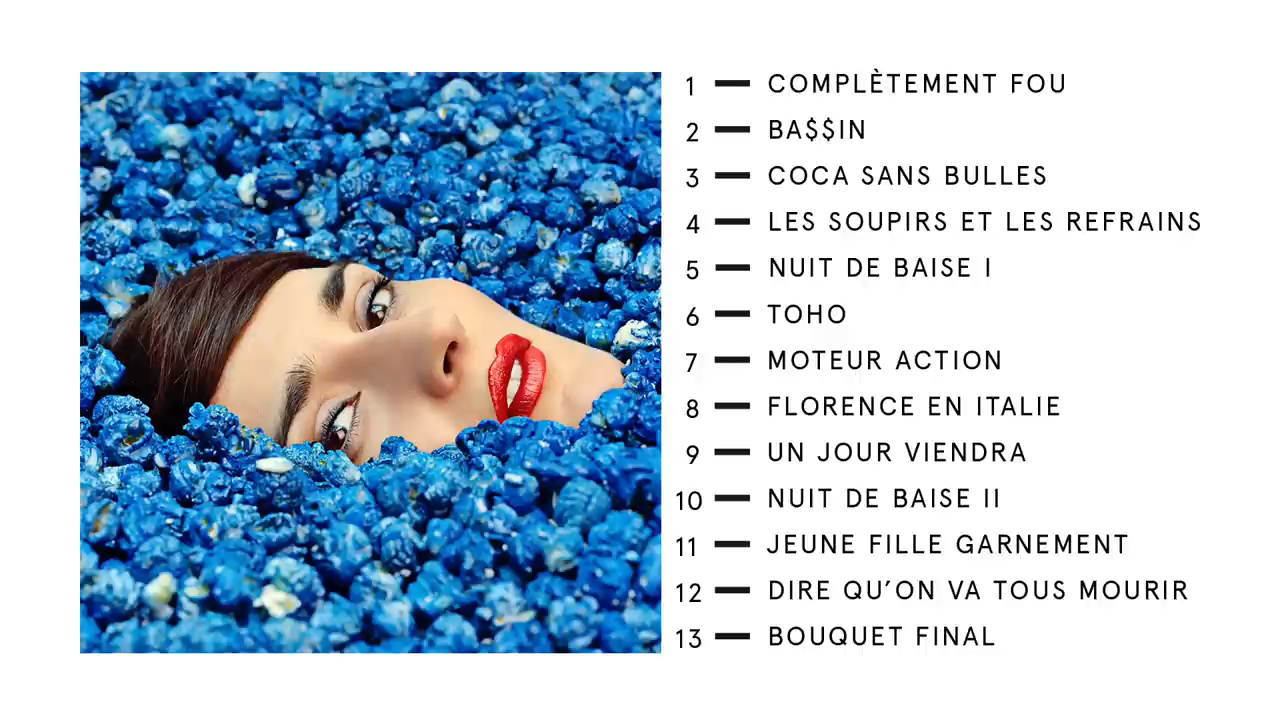 1 — COMPLÈTEMENT FOU
2 — BA$$IN
3 — COCA SANS BULLES
4 — LES SOUPIRS ET LES REFRAINS
5 — NUIT DE BAISE I
6 — TOHO
7 — MOTEUR ACTION
8 — FLORENCE EN ITALIE
9 — UN JOUR VIENDRA
10 — NUIT DE BAISE II
11 — JEUNE FILLE GARNEMENT
12 — DIRE QU’ON VA TOUS MOURIR
13 — BOUQUET FINAL